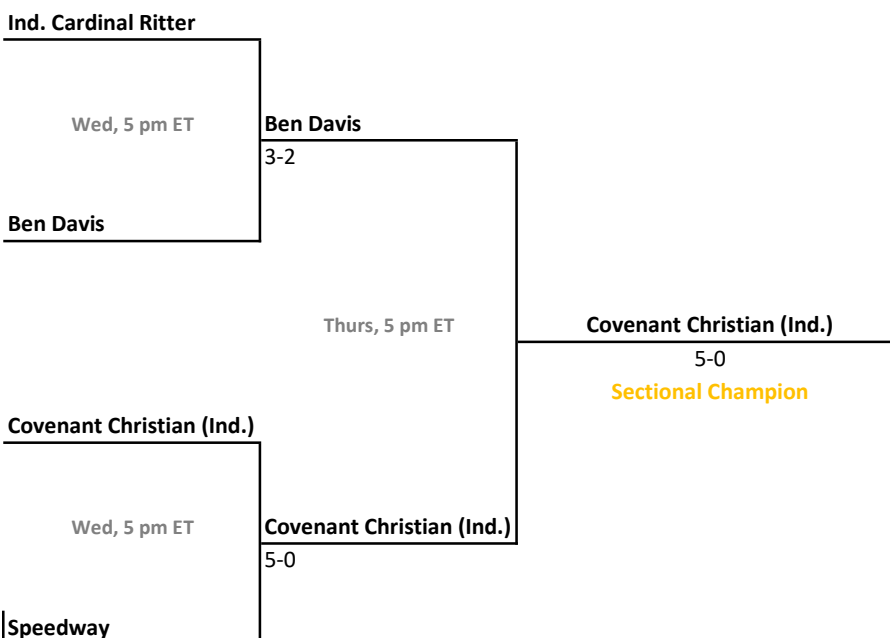 Ind. Cardinal Ritter
Wed, 5 pm ET
Ben Davis
3-2
Ben Davis
Thurs, 5 pm ET
Covenant Christian (Ind.)
5-0
Sectional Champion
Covenant Christian (Ind.)
Wed, 5 pm ET
Covenant Christian (Ind.)
5-0
Speedway